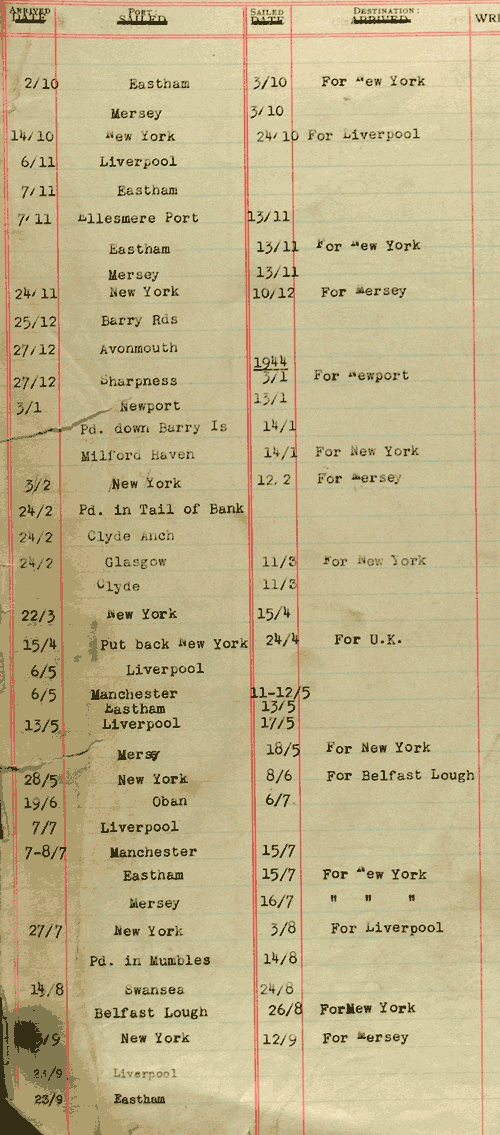 ARRIVED DATE PORT: SAILED SAILED DATE DESTINATION: ARRIVED WRE
2/10 Eastham 3/10 For New York
Mersey 3/10
14/10 New York 24/10 For Liverpool
6/11 Liverpool
7/11 Eastham
7/11 Ellesmere Port 13/11
Eastham 13/11 For New York
Mersey 13/11
24/11 New York 10/12 For Mersey
25/12 Barry Rds
27/12 Avonmouth
1944
27/12 Sharpness 3/1 For Newport
3/1 Newport 13/1
Pd. down Barry Is 14/1
Milford Haven 14/1 For New York
3/2 New York 12.2 For Mersey
24/2 Pd. in Tail of Bank
24/2 Clyde Anch
24/2 Glasgow 11/3 For New York
Clyde 11/3
22/3 New York 15/4
15/4 Put back New York 24/4 For U.K.
6/5 Liverpool
6/5 Manchester 11-12/5
Eastham 13/5
13/5 Liverpool 17/5
Mersy 18/5 For New York
28/5 New York 8/6 For Belfast Lough
19/6 Oban 6/7
7/7 Liverpool
7-8/7 Manchester 15/7
Eastham 15/7 For New York
Mersey 16/7 " " "
27/7 New York 3/8 For Liverpool
Pd. in Mumbles 14/8
14/8 Swansea 24/8
Belfast Lough 26/8 ForNew York
/9 New York 12/9 For Mersey
23/9 Liverpool
23/9 Eastham